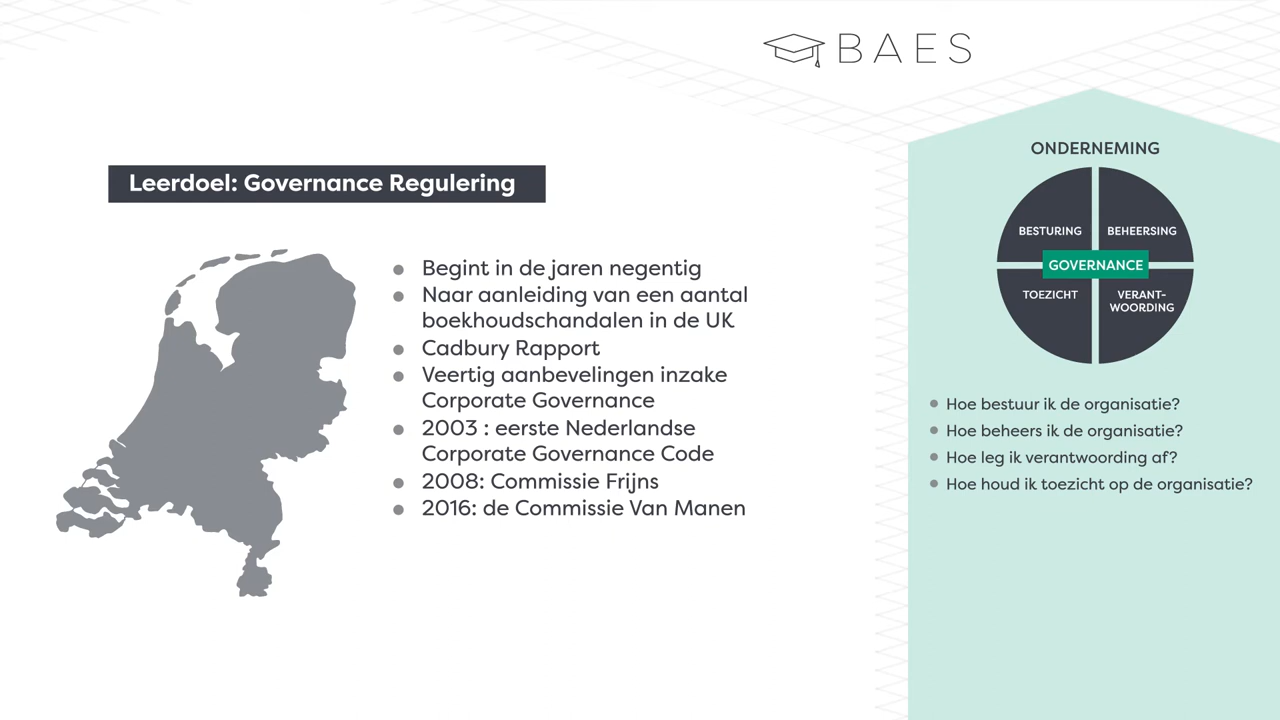 BAES
Leerdoel: Governance Regulering
Begint in de jaren negentig
Naar aanleiding van een aantal
boekhoudschandalen in de UK
Cadbury Rapport
Veertig aanbevelingen inzake
Corporate Governance
2003 : eerste Nederlandse
Corporate Governance Code
2008: Commissie Frijns
2016: de Commissie Van Manen
ONDERNEMING
BESTURING
BEHEERSING
GOVERNANCE
TOEZICHT
VERANT-
WOORDING
Hoe bestuur ik de organisatie?
Hoe beheers ik de organisatie?
Hoe leg ik verantwoording af?
Hoe houd ik toezicht op de organisatie?